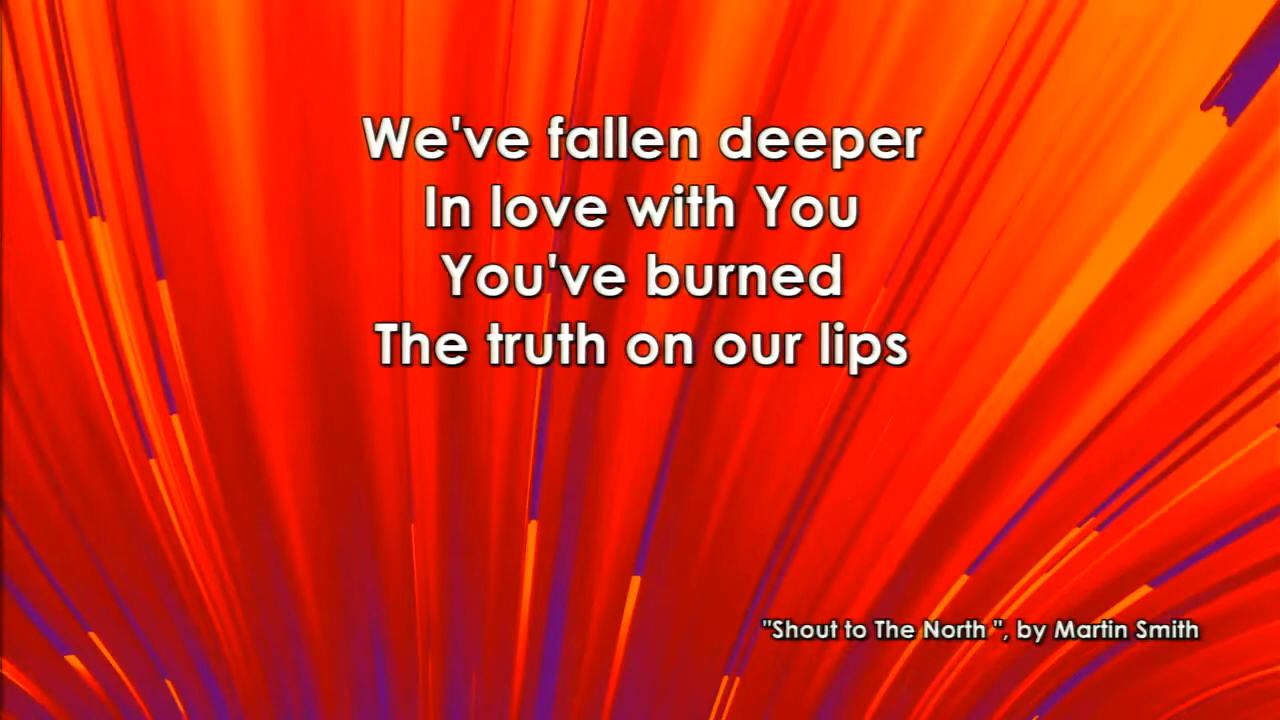 We've fallen deeper
In love with You
You've burned
The truth on our lips
"Shout to The North ", by Martin Smith